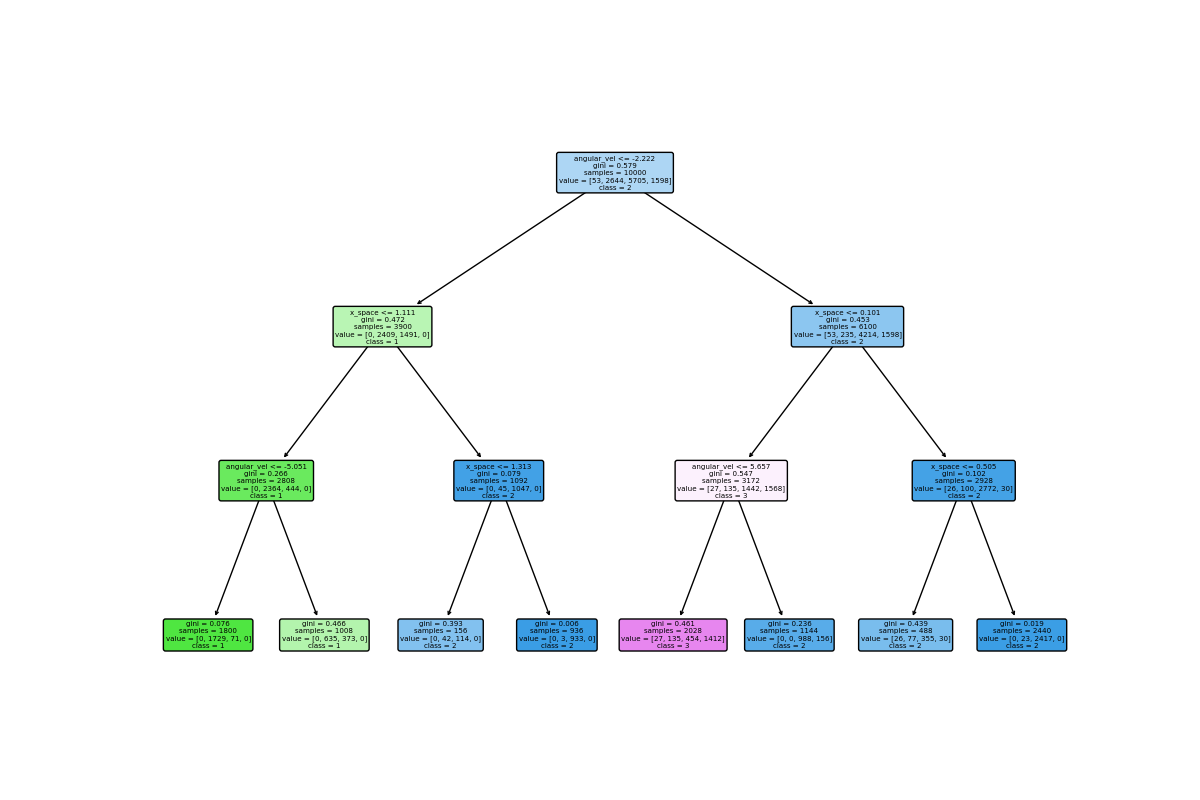 angular_vel <= -2.222
gini = 0.579
samples = 10000
value = [53, 2644, 5705, 1598]
class = 2
x_space <= 1.111
gini = 0.472
samples = 3900
value = [0, 2409, 1491, 0]
class = 1
x_space <= 0.101
gini = 0.453
samples = 6100
value = [53, 235, 4214, 1598]
class = 2
angular_vel <= -5.051
gini = 0.266
samples = 2808
value = [0, 2364, 444, 0]
class = 1
x_space <= 1.313
gini = 0.079
samples = 1092
value = [0, 45, 1047, 0]
class = 2
angular_vel <= 5.657
gini = 0.547
samples = 3172
value = [27, 135, 1442, 1568]
class = 3
x_space <= 0.505
gini = 0.102
samples = 2928
value = [26, 100, 2772, 30]
class = 2
gini = 0.076
samples = 1800
value = [0, 1729, 71, 0]
class = 1
gini = 0.466
samples = 1008
value = [0, 635, 373, 0]
class = 1
gini = 0.393
samples = 156
value = [0, 42, 114, 0]
class = 2
gini = 0.006
samples = 936
value = [0, 3, 933, 0]
class = 2
gini = 0.461
samples = 2028
value = [27, 135, 454, 1412]
class = 3
gini = 0.236
samples = 1144
value = [0, 0, 988, 156]
class = 2
gini = 0.439
samples = 488
value = [26, 77, 355, 30]
class = 2
gini = 0.019
samples = 2440
value = [0, 23, 2417, 0]
class = 2